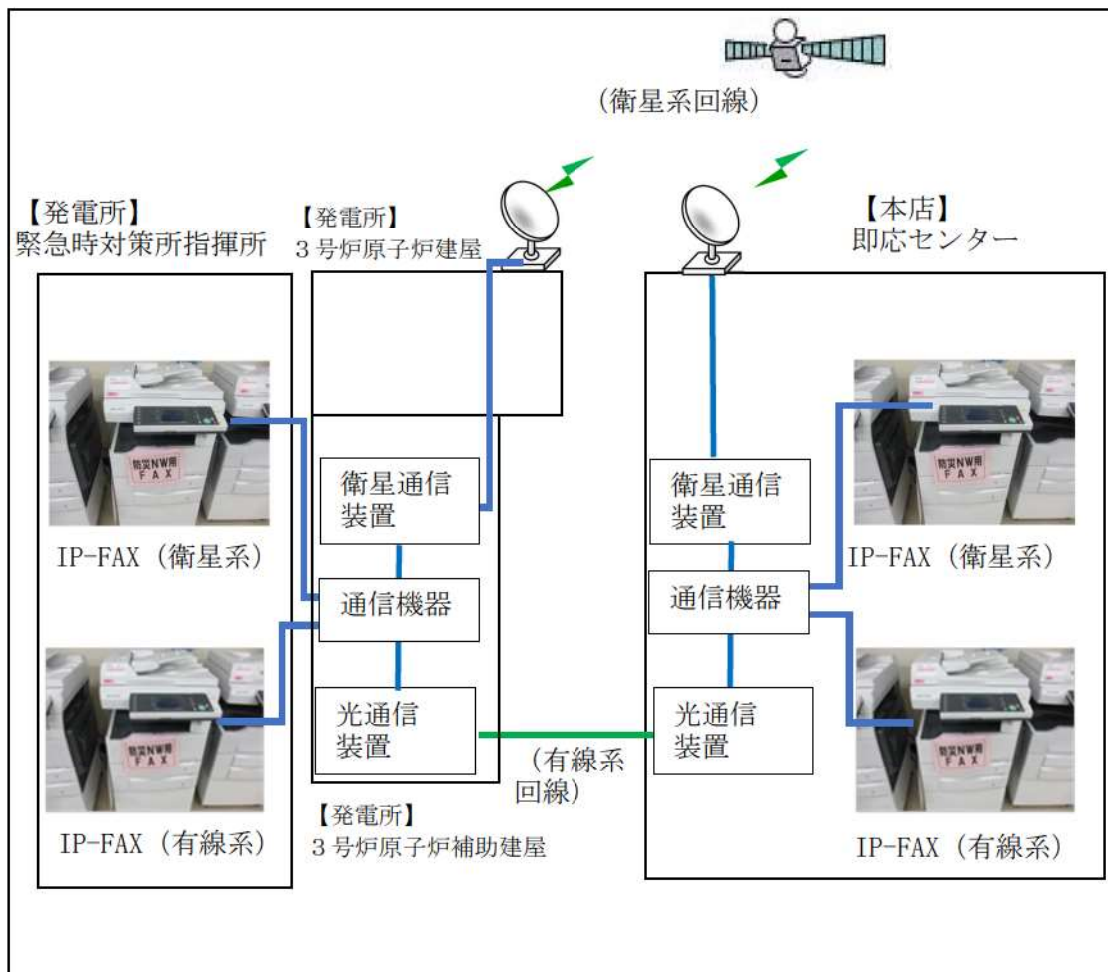 （衛星系回線）
【発電所】
緊急時対策所指揮所
【発電所】
３号炉原子炉建屋
【本店】
即応センター
防災NW用
ＦＡＸ
IP-FAX（衛星系）
衛星通信
装置
通信機器
光通信
装置
衛星通信
装置
通信機器
光通信
装置
防災NW用
ＦＡＸ
IP-FAX（衛星系）
防災NW用
ＦＡＸ
IP-FAX（有線系）
（有線系
回線）
【発電所】
３号炉原子炉補助建屋
防災NW用
ＦＡＸ
IP-FAX（有線系）